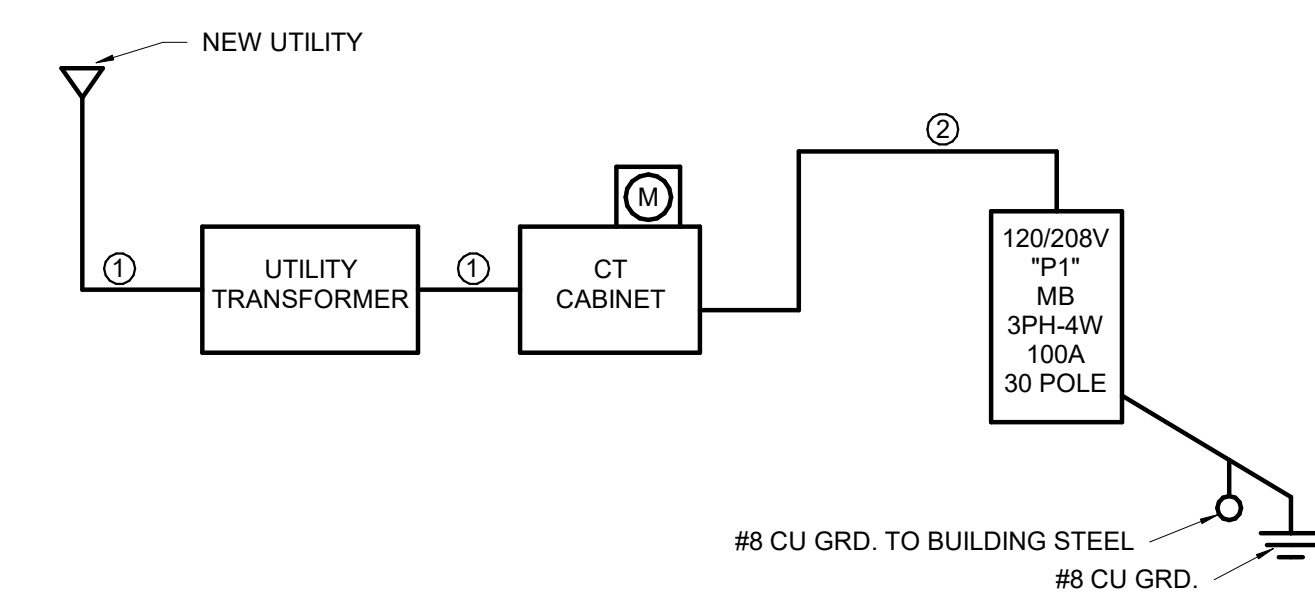 NEW UTILITY
2
M
120/208V
"P1"
MB
3PH-4W
100A
30 POLE
1
UTILITY
TRANSFORMER
1
CT
CABINET
#8 CU GRD. TO BUILDING STEEL
#8 CU GRD.